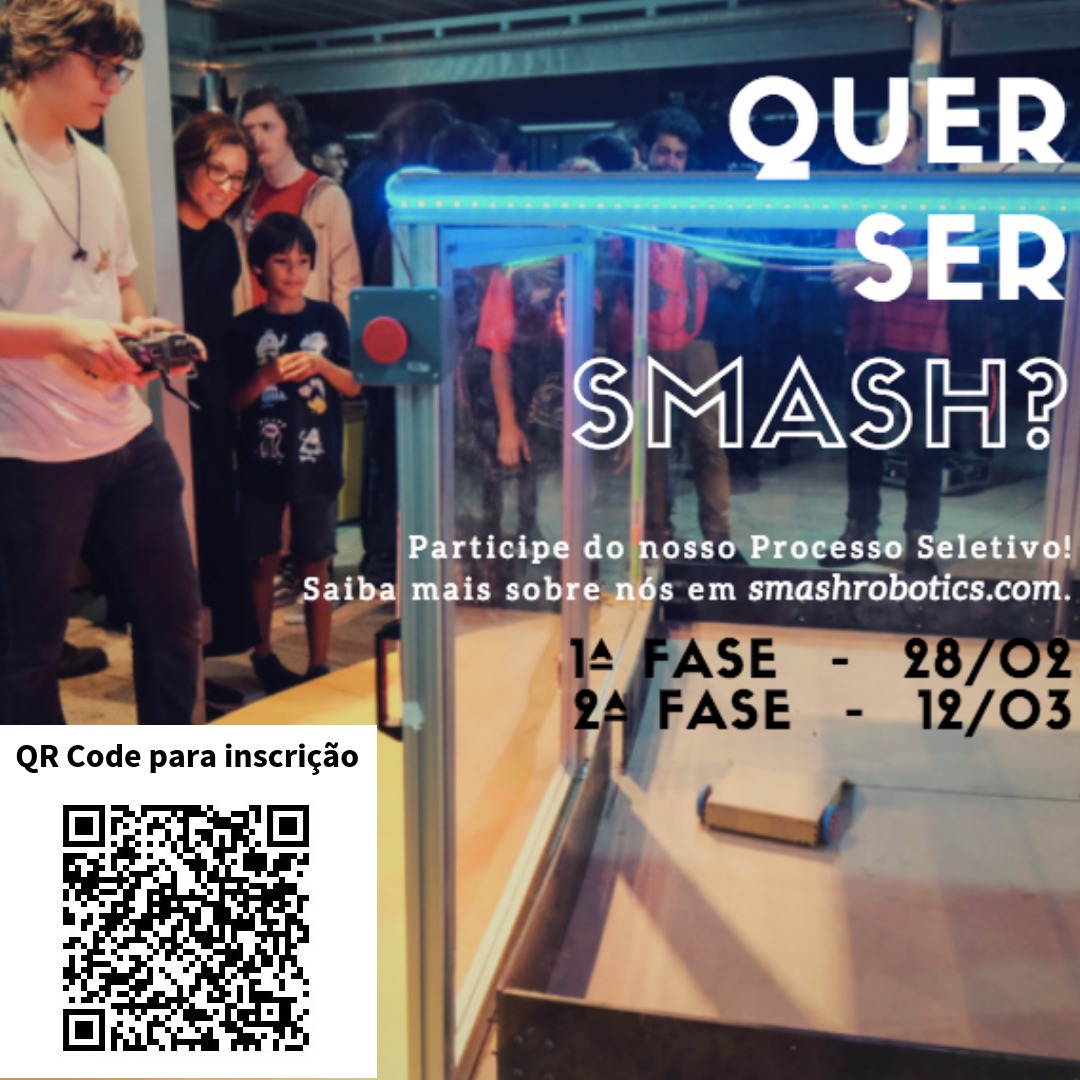 QUER
SER
SMASH?
Participe do nosso Processo Seletivo!
Saiba mais sobre nós em smashrobotics.com.
1ª FASE - 28/02
2ª FASE - 12/03
QR Code para inscrição